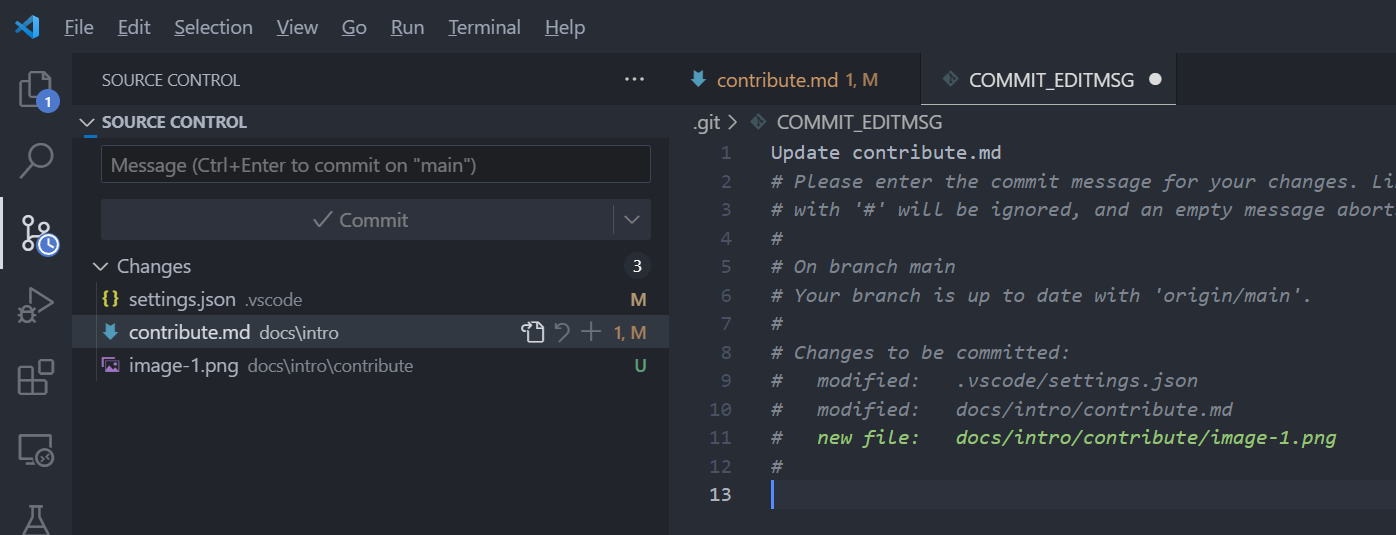 File Edit Selection View Go Run Terminal Help
1
SOURCE CONTROL ...
SOURCE CONTROL
Message (Ctrl+Enter to commit on "main")
Commit
Changes 3
{} settings.json .vscode M
contribute.md docs\intro 1, M
image-1.png docs\intro\contribute U
contribute.md 1, M COMMIT_EDITMSG
.git > COMMIT_EDITMSG
1 Update contribute.md
2 # Please enter the commit message for your changes. Li
3 # with '#' will be ignored, and an empty message abort
4 #
5 # On branch main
6 # Your branch is up to date with 'origin/main'.
7 #
8 # Changes to be committed:
9 # modified: .vscode/settings.json
10 # modified: docs/intro/contribute.md
11 # new file: docs/intro/contribute/image-1.png
12 #
13